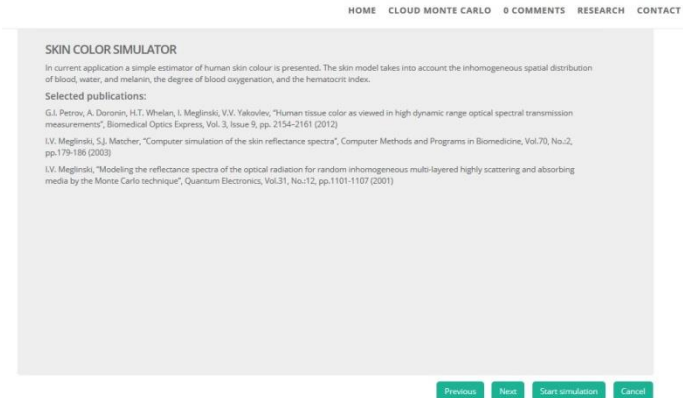 HOME CLOUD MONTE CARLO 0 COMMENTS RESEARCH CONTACT
SKIN COLOR SIMULATOR
In current application a simple estimator of human skin colour is presented. The skin model takes into account the inhomogeneous spatial distribution
of blood, water, and melanin, the degree of blood oxygenation, and the hematocrit index.
Selected publications:
G.I. Petrov, A. Doronin, H.T. Whelan, I. Meglinski, V.V. Yakovlev, "Human tissue color as viewed in high dynamic range optical spectral transmission
measurements", Biomedical Optics Express, Vol. 3, Issue 9, pp. 2154–2161 (2012)
I.V. Meglinski, S.J. Matcher, "Computer simulation of the skin reflectance spectra", Computer Methods and Programs in Biomedicine, Vol.70, No.:2,
pp.179-186 (2003)
I.V. Meglinski, "Modeling the reflectance spectra of the optical radiation for random inhomogeneous multi-layered highly scattering and absorbing
media by the Monte Carlo technique", Quantum Electronics, Vol.31, No.:12, pp.1101-1107 (2001)
Previous Next Start simulation Cancel